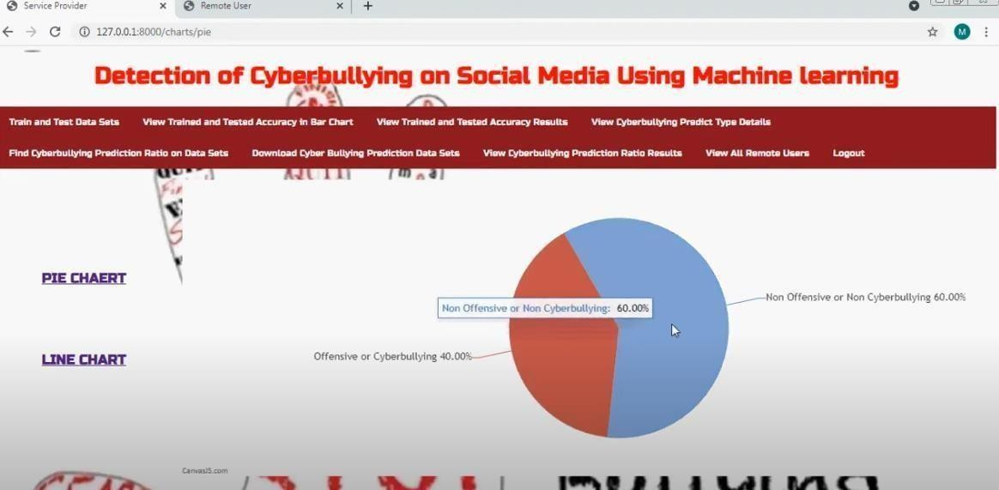 Service Provider
Remote User
127.0.0.1:8000/charts/pie
M
Detection of Cyberbullying on Social Media Using Machine learning
Train and Test Data Sets View Trained and Tested Accuracy in Bar Chart View Trained and Tested Accuracy Results View Cyberbullying Predict Type Details
Find Cyberbullying Prediction Ratio on Data Sets Download Cyber Bullying Prediction Data Sets View Cyberbullying Prediction Ratio Results View All Remote Users Logout
PIE CHAERT
Non Offensive or Non Cyberbullying 60.00%
Non Offensive or Non Cyberbullying: 60.00%
Offensive or Cyberbullying 40.00%
LINE CHART
CanvasJS.com